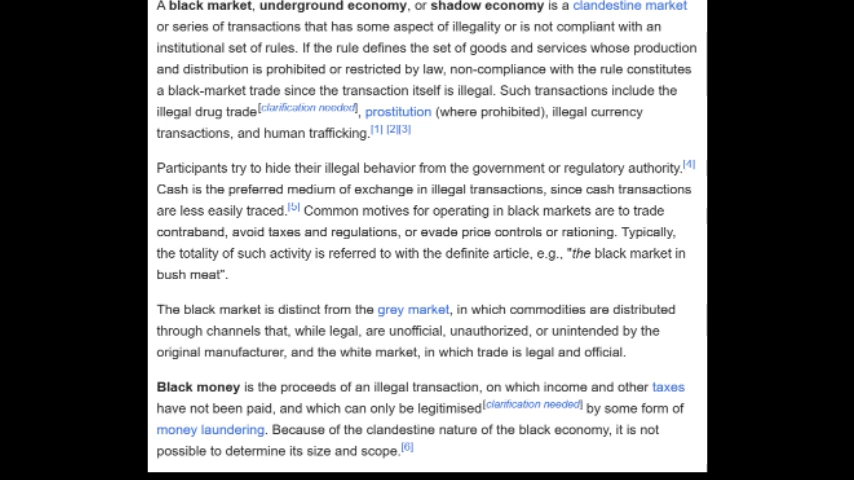 A black market, underground economy, or shadow economy is a clandestine market
or series of transactions that has some aspect of illegality or is not compliant with an
institutional set of rules. If the rule defines the set of goods and services whose production
and distribution is prohibited or restricted by law, non-compliance with the rule constitutes
a black-market trade since the transaction itself is illegal. Such transactions include the
illegal drug trade[clarification needed], prostitution (where prohibited), illegal currency
transactions, and human trafficking.[1] [2][3]
Participants try to hide their illegal behavior from the government or regulatory authority.[4]
Cash is the preferred medium of exchange in illegal transactions, since cash transactions
are less easily traced.[5] Common motives for operating in black markets are to trade
contraband, avoid taxes and regulations, or evade price controls or rationing. Typically,
the totality of such activity is referred to with the definite article, e.g., "the black market in
bush meat".
The black market is distinct from the grey market, in which commodities are distributed
through channels that, while legal, are unofficial, unauthorized, or unintended by the
original manufacturer, and the white market, in which trade is legal and official.
Black money is the proceeds of an illegal transaction, on which income and other taxes
have not been paid, and which can only be legitimised[clarification needed] by some form of
money laundering. Because of the clandestine nature of the black economy, it is not
possible to determine its size and scope.[6]